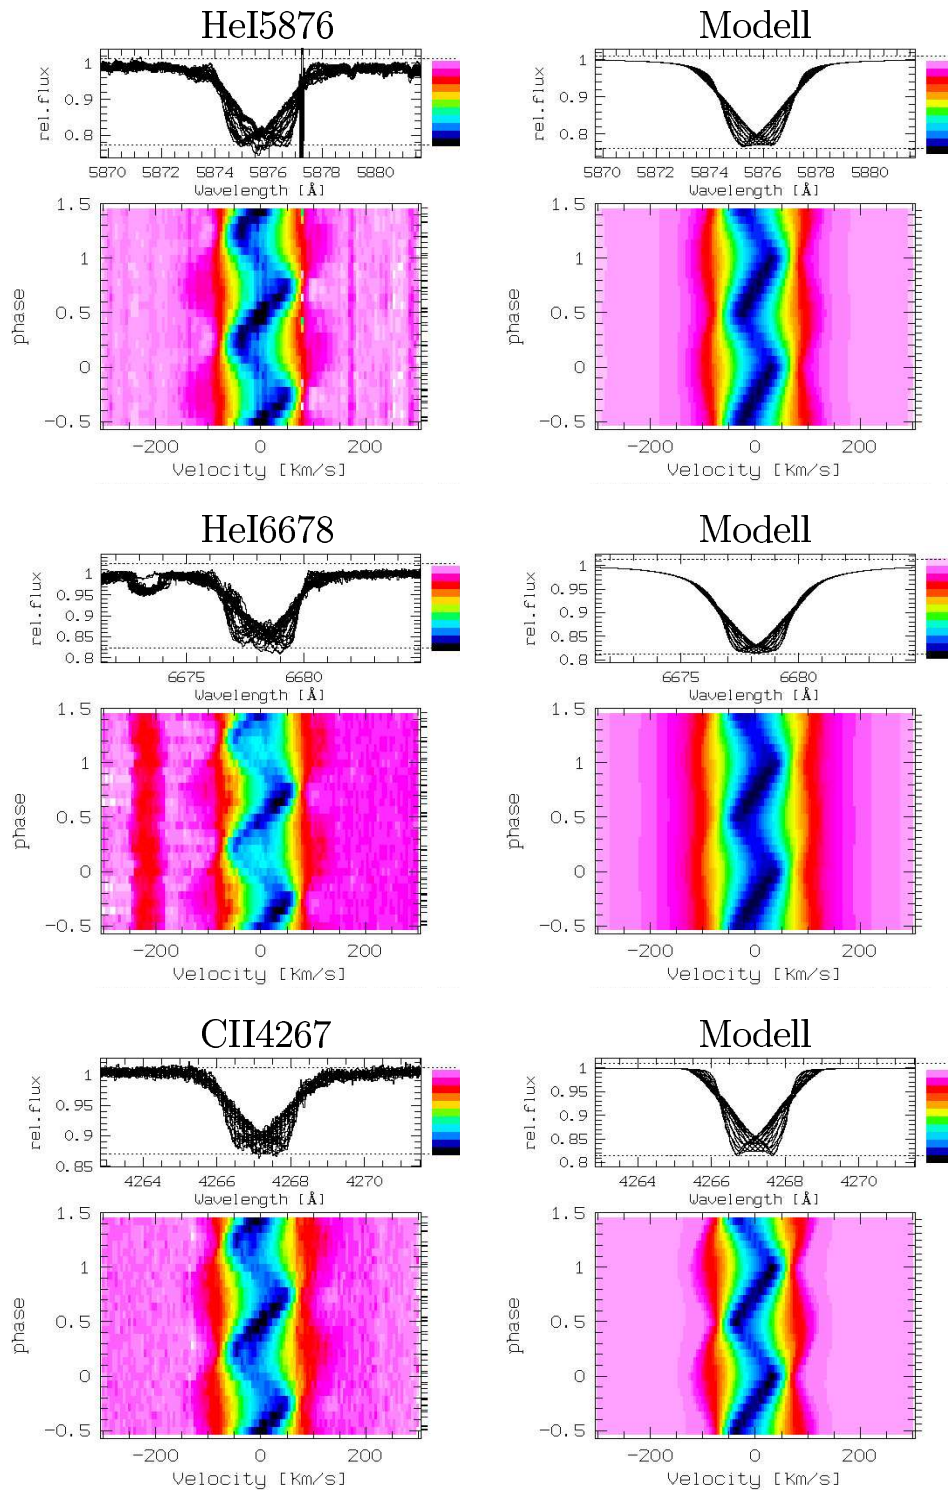 HeI5876 Modell
rel.flux 1 0.9 0.8
5870 5872 5874 5876 5878 5880
Wavelength [Å]
rel.flux 1 0.9 0.8
5870 5872 5874 5876 5878 5880
Wavelength [Å]
phase 1.5 1 0.5 0 -0.5
-200 0 200
Velocity [Km/s]
phase 1.5 1 0.5 0 -0.5
-200 0 200
Velocity [Km/s]
HeI6678 Modell
rel.flux 1 0.95 0.9 0.85 0.8
6675 6680
Wavelength [Å]
rel.flux 1 0.95 0.9 0.85 0.8
6675 6680
Wavelength [Å]
phase 1.5 1 0.5 0 -0.5
-200 0 200
Velocity [Km/s]
phase 1.5 1 0.5 0 -0.5
-200 0 200
Velocity [Km/s]
CII4267 Modell
rel.flux 1 0.95 0.9 0.85
4264 4266 4268 4270
Wavelength [Å]
rel.flux 1 0.95 0.9 0.85 0.8
4264 4266 4268 4270
Wavelength [Å]
phase 1.5 1 0.5 0 -0.5
-200 0 200
Velocity [Km/s]
phase 1.5 1 0.5 0 -0.5
-200 0 200
Velocity [Km/s]